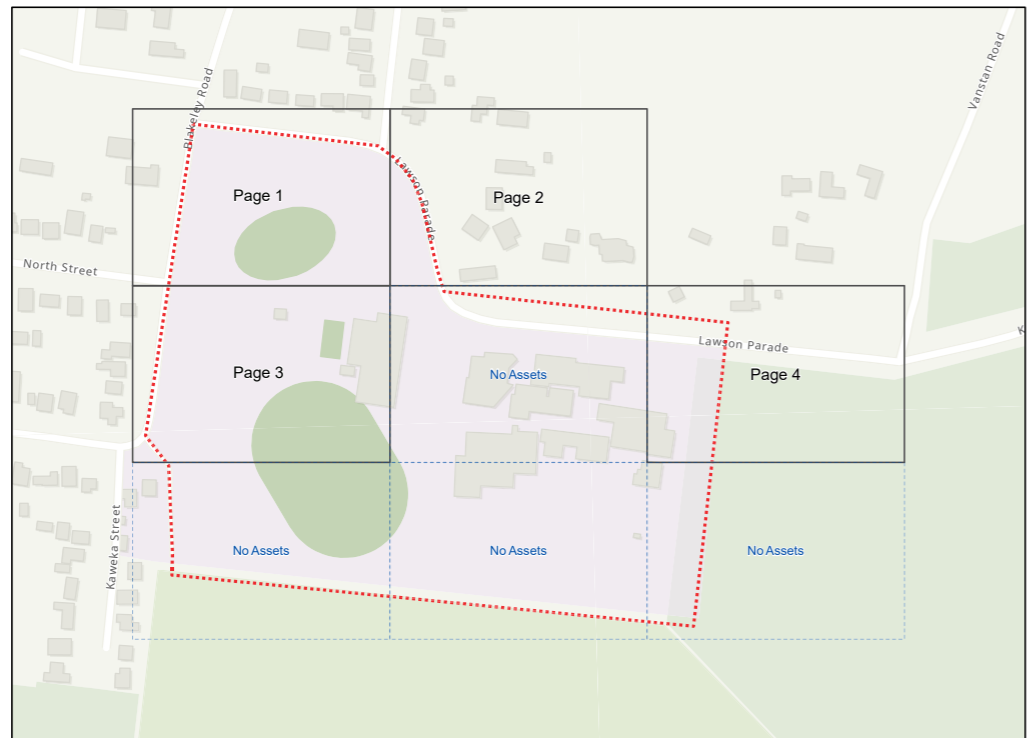 Blakeley Road
Vanstan Road
Lawson Parade
Page 1
Page 2
North Street
Lawson Parade
Page 3
No Assets
Page 4
K
Kaweka Street
No Assets
No Assets
No Assets